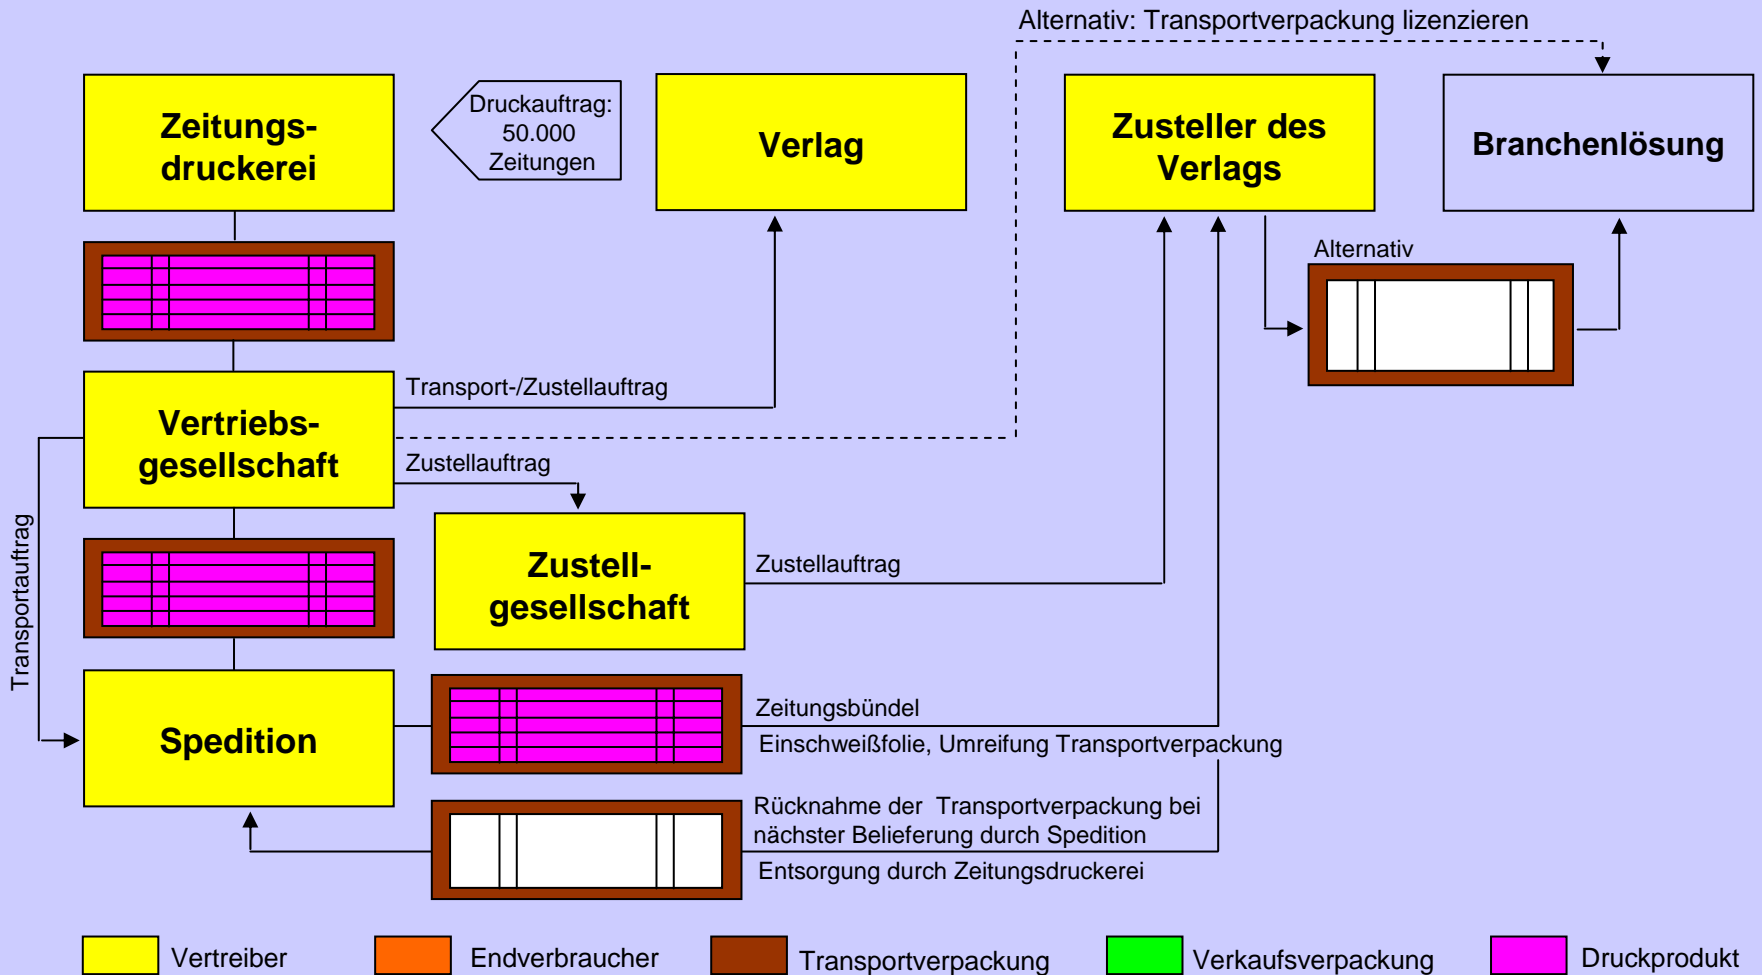 Alternativ: Transportverpackung lizenzieren
Zeitungs-
druckerei
Druckauftrag:
50.000
Zeitungen
Verlag
Zusteller des
Verlags
Branchenlösung
Alternativ
Transport-/Zustellauftrag
Vertriebs-
gesellschaft
Zustellauftrag
Transportauftrag
Zustell-
gesellschaft
Zustellauftrag
Spedition
Zeitungsbündel
Einschweißfolie, Umreifung Transportverpackung
Rücknahme der  Transportverpackung bei
nächster Belieferung durch Spedition
Entsorgung durch Zeitungsdruckerei
Vertreiber
Endverbraucher
Transportverpackung
Verkaufsverpackung
Druckprodukt